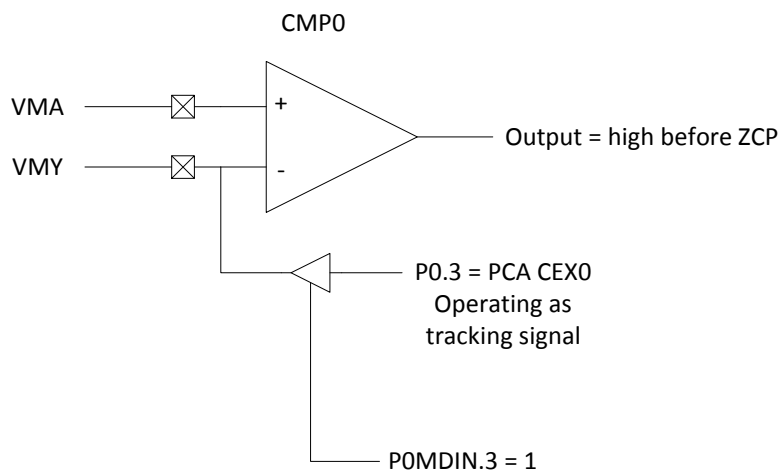 CMP0
VMA
+
Output = high before ZCP
VMY
-
P0.3 = PCA CEX0
Operating as
tracking signal
P0MDIN.3 = 1